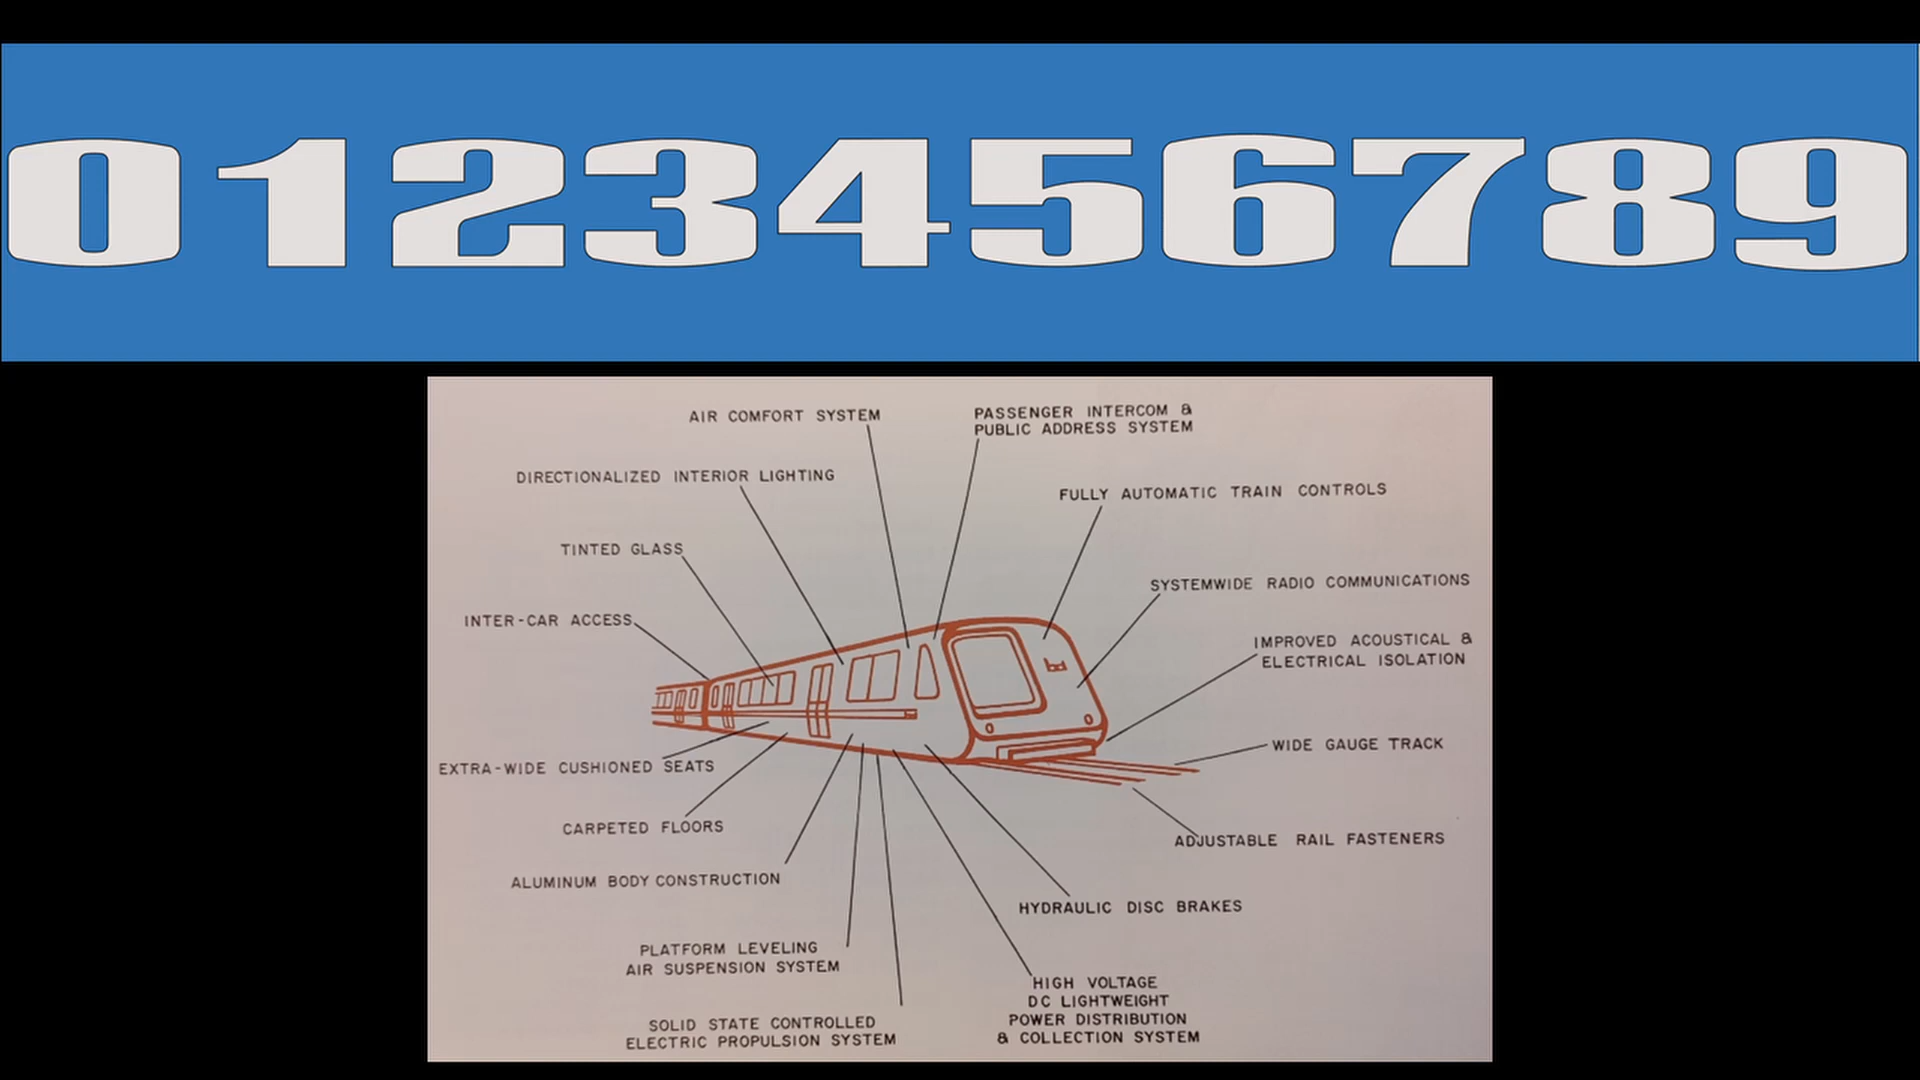 0123456789
AIR COMFORT SYSTEM
PASSENGER INTERCOM &
PUBLIC ADDRESS SYSTEM
DIRECTIONALIZED INTERIOR LIGHTING
FULLY AUTOMATIC TRAIN CONTROLS
TINTED GLASS
SYSTEMWIDE RADIO COMMUNICATIONS
INTER-CAR ACCESS
IMPROVED ACOUSTICAL &
ELECTRICAL ISOLATION
WIDE GAUGE TRACK
EXTRA-WIDE CUSHIONED SEATS
CARPETED FLOORS
ADJUSTABLE RAIL FASTENERS
ALUMINUM BODY CONSTRUCTION
HYDRAULIC DISC BRAKES
PLATFORM LEVELING
AIR SUSPENSION SYSTEM
HIGH VOLTAGE
DC LIGHTWEIGHT
POWER DISTRIBUTION
& COLLECTION SYSTEM
SOLID STATE CONTROLLED
ELECTRIC PROPULSION SYSTEM